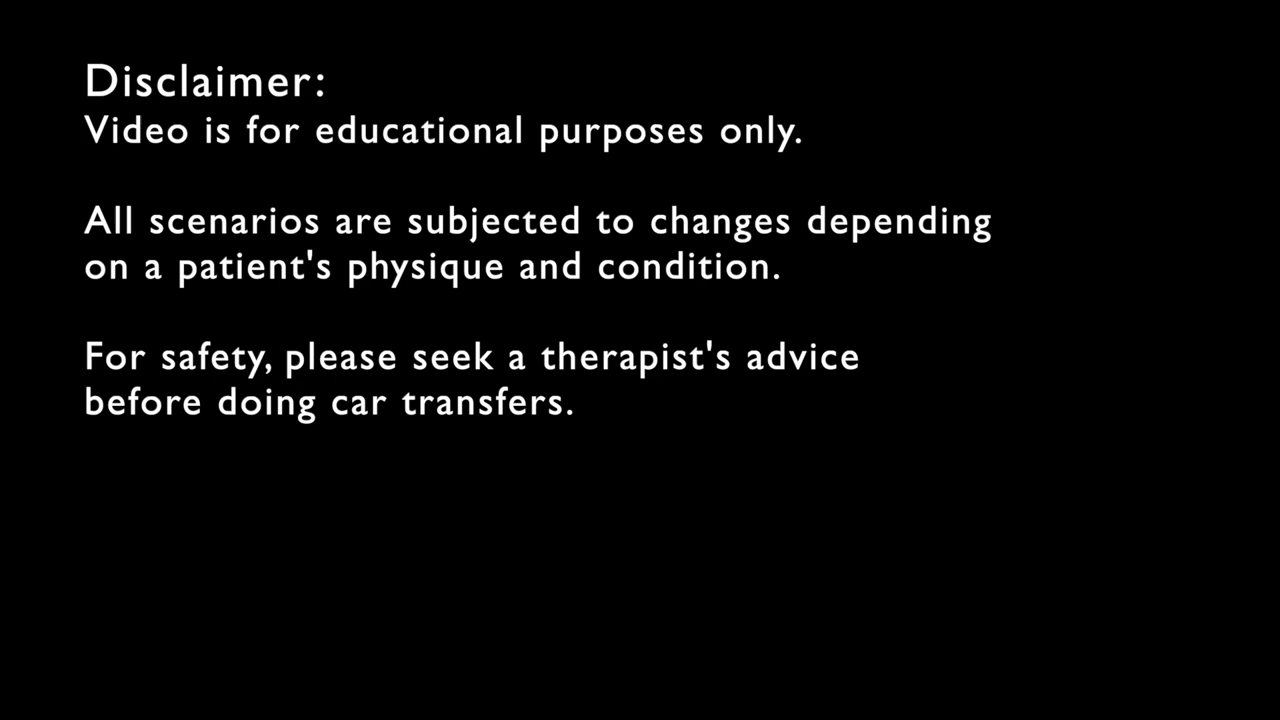 Disclaimer:
Video is for educational purposes only.
All scenarios are subjected to changes depending
on a patient's physique and condition.
For safety, please seek a therapist's advice
before doing car transfers.